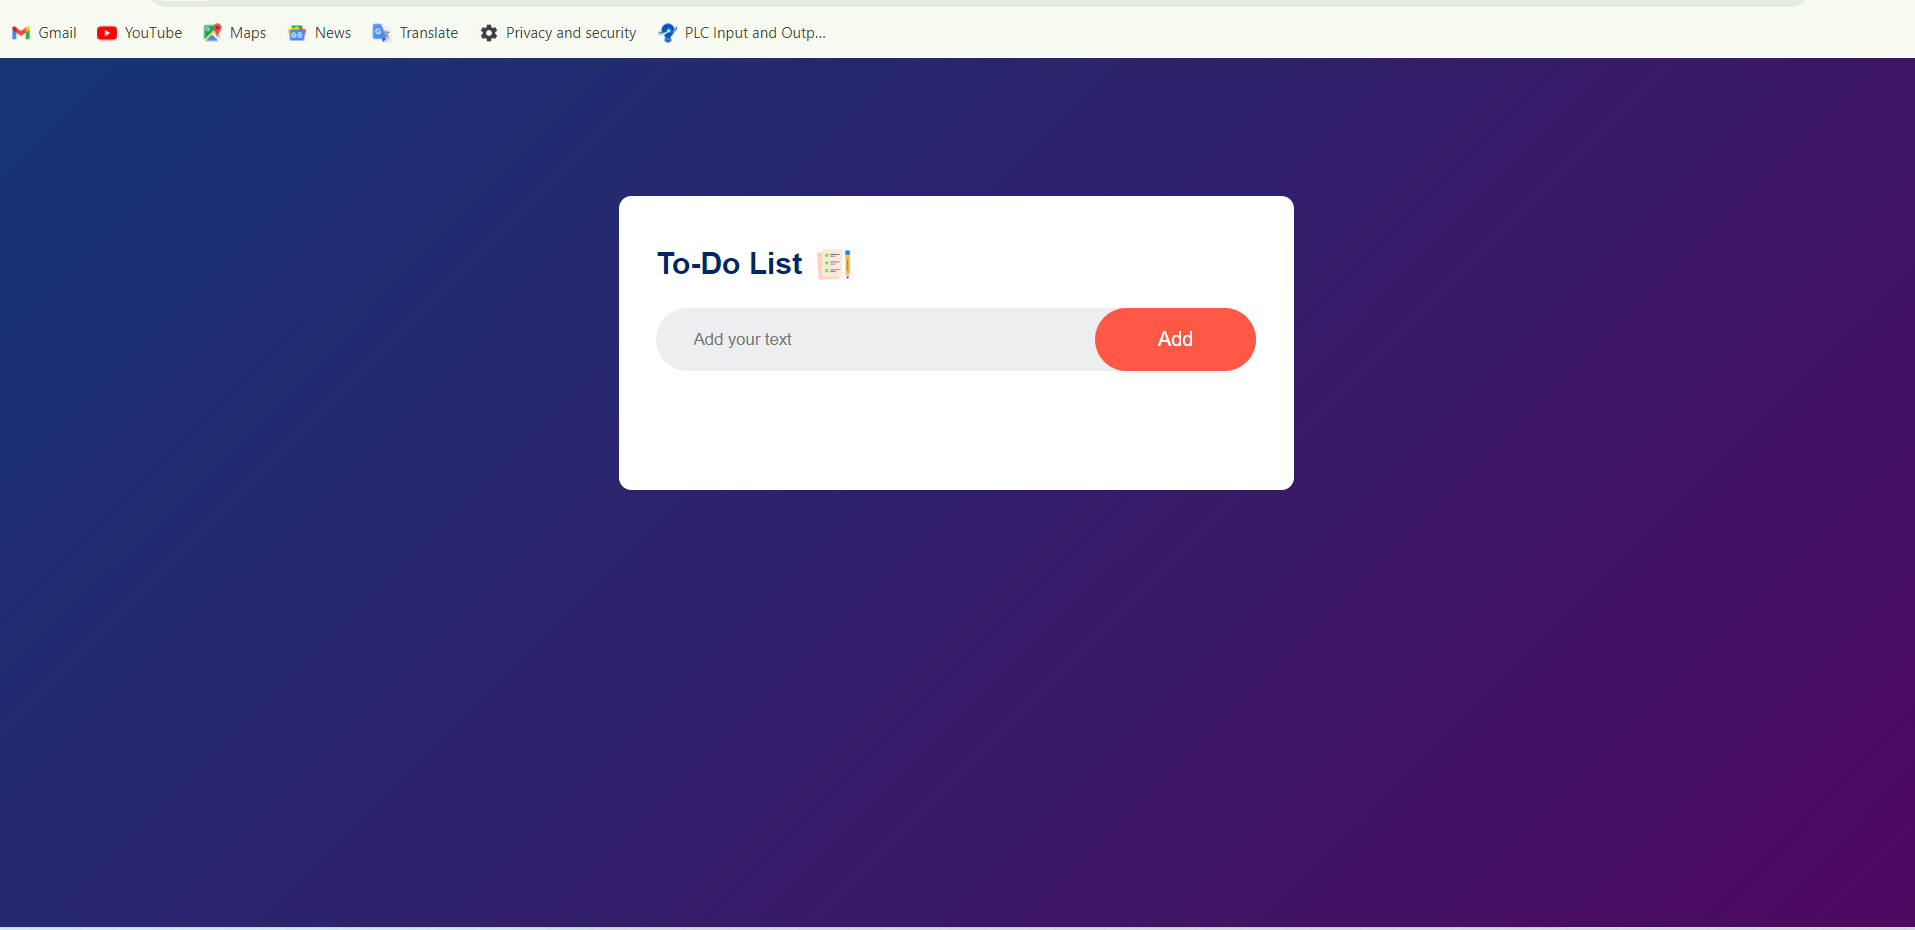 Gmail YouTube Maps News Translate Privacy and security PLC Input and Outp...
To-Do List
Add your text Add